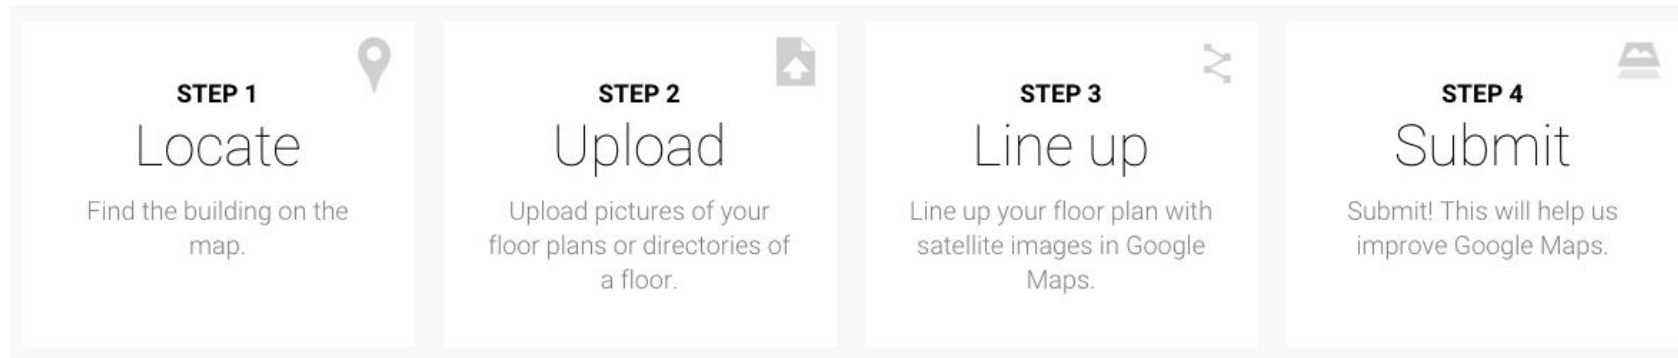 STEP 1
Locate
Find the building on the
map.
STEP 2
Upload
Upload pictures of your
floor plans or directories of
a floor.
STEP 3
Line up
Line up your floor plan with
satellite images in Google
Maps.
STEP 4
Submit
Submit! This will help us
improve Google Maps.